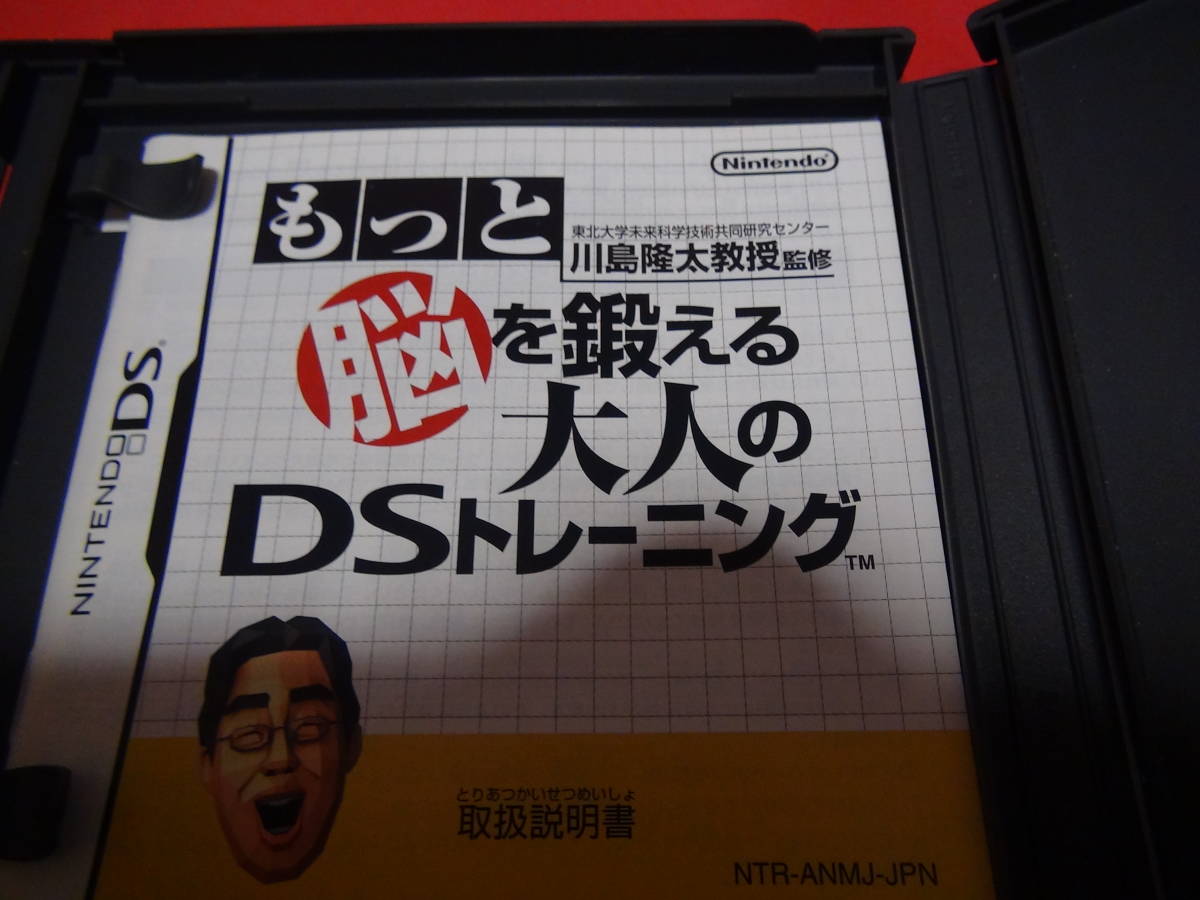 Nintendo®
もっと
東北大学未来科学技術共同研究センター
川島隆太教授監修
脳を鍛える
大人の
DSトレーニング™
NINTENDO DS®
とりあつかいせつめいしょ
取扱説明書
NTR-ANMJ-JPN